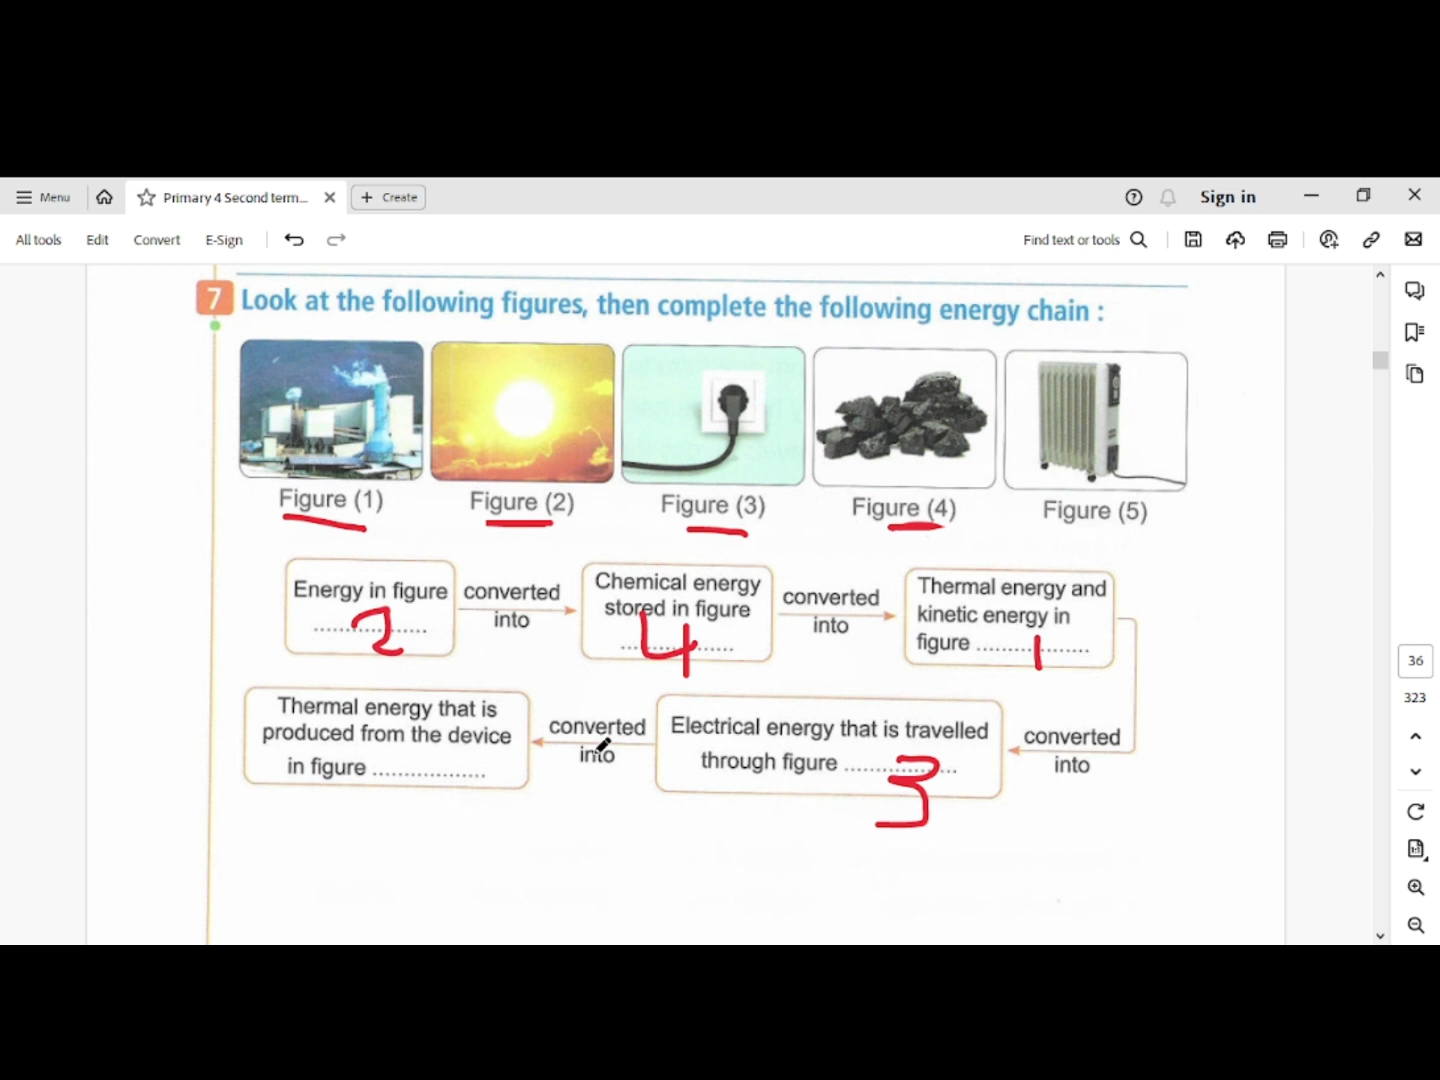 Menu
Primary 4 Second term...
Create
Sign in
All tools
Edit
Convert
E-Sign
Find text or tools
7 Look at the following figures, then complete the following energy chain :
Figure (1)
Figure (2)
Figure (3)
Figure (4)
Figure (5)
Energy in figure
.......2.......
converted
into
Chemical energy
stored in figure
.......4.......
converted
into
Thermal energy and
kinetic energy in
figure .......1.......
converted
into
Electrical energy that is travelled
through figure .......3.......
converted
into
Thermal energy that is
produced from the device
in figure ................
36
323